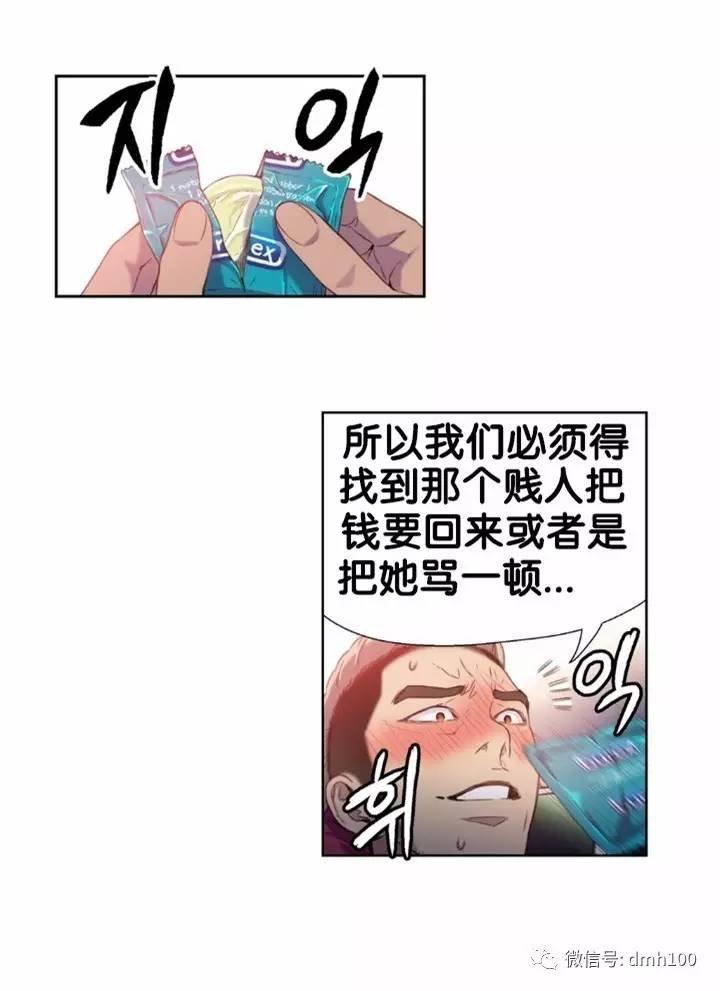 지익
ex
所以我们必须得
找到那个贱人把
钱要回来或者是
把她骂一顿...
휘익
微信号: dmh100